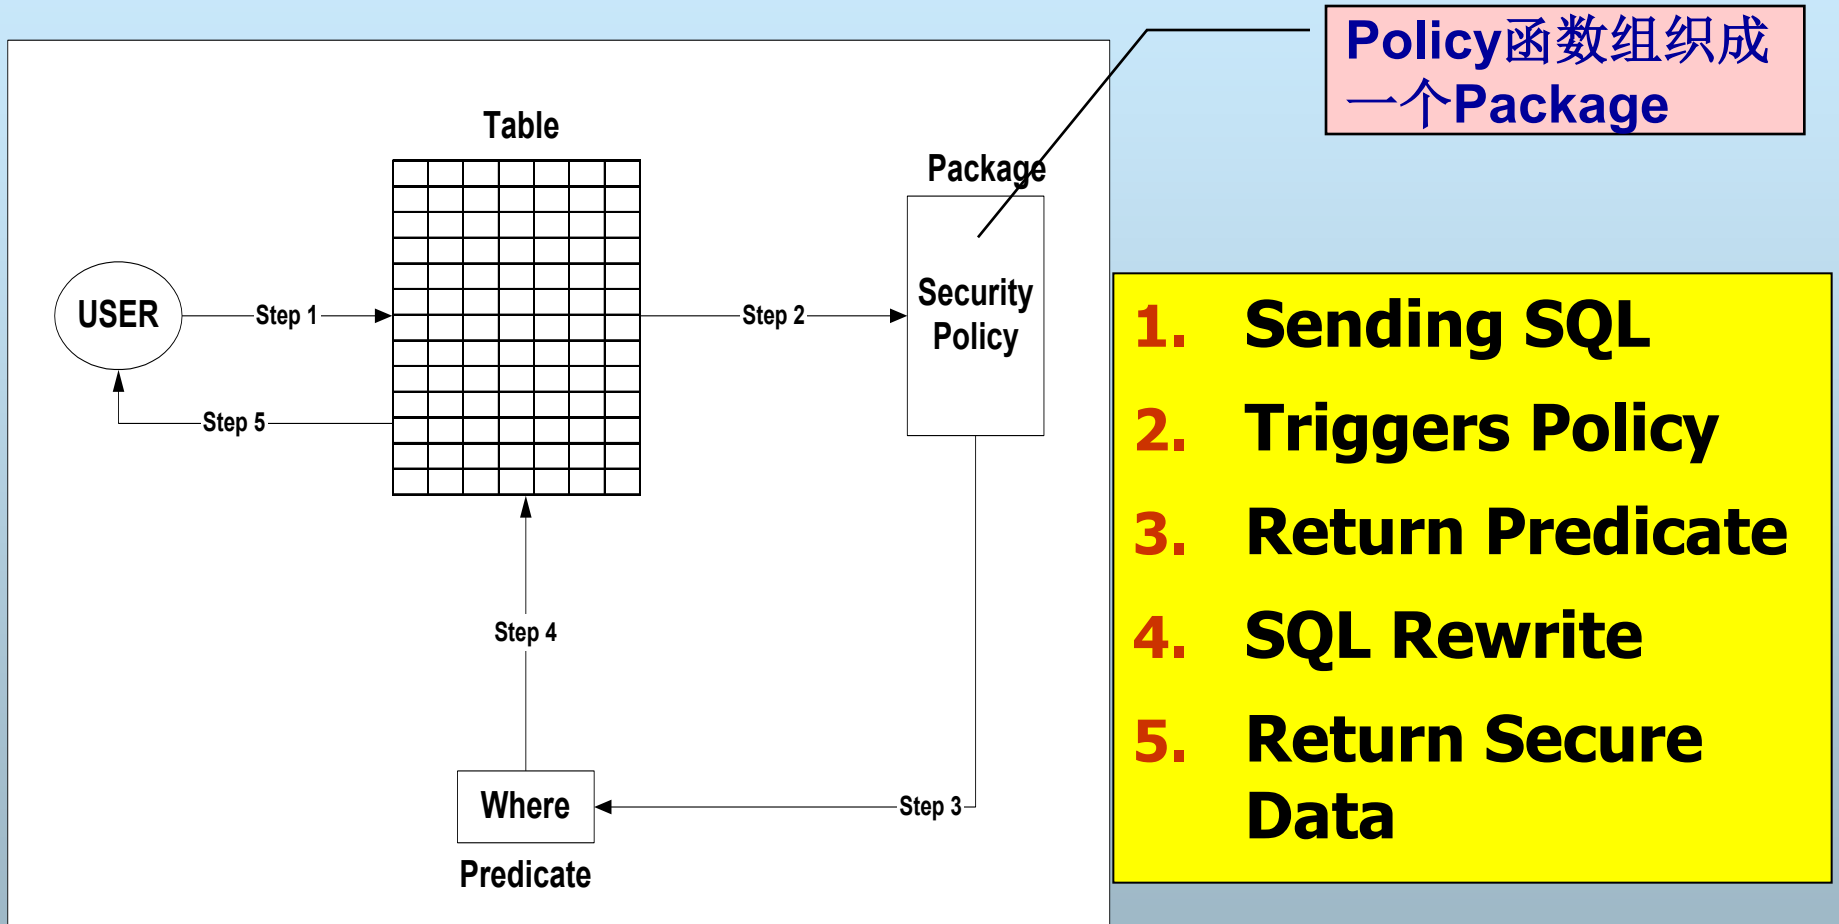 Policy函数组织成
一个Package
Table
Package
USER
Step 1
Step 2
Security
Policy
Step 5
Step 4
Where
Step 3
Predicate
1. Sending SQL
2. Triggers Policy
3. Return Predicate
4. SQL Rewrite
5. Return Secure
Data